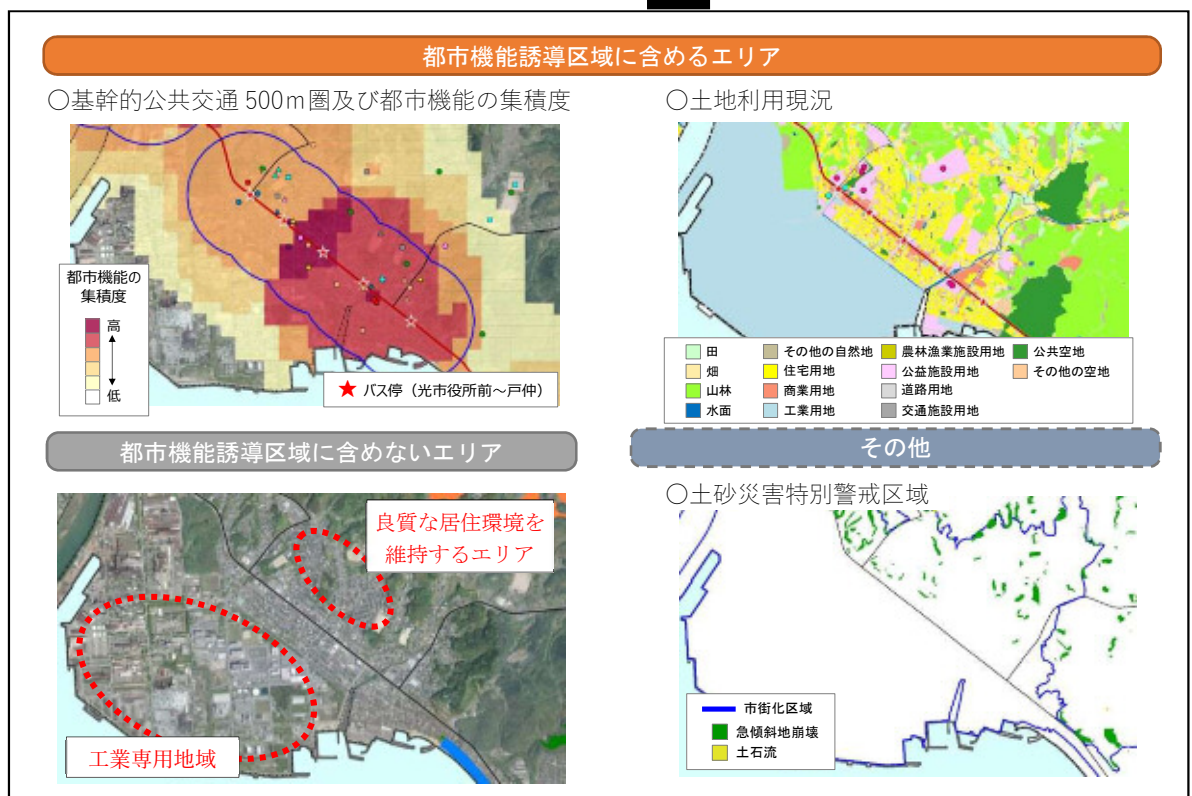 都市機能誘導区域に含めるエリア
○基幹的公共交通500m圏及び都市機能の集積度
都市機能の
集積度
高
低
★ バス停(光市役所前～戸仲)
○土地利用現況
田
畑
山林
水面
その他の自然地
住宅用地
商業用地
工業用地
農林漁業施設用地
公益施設用地
道路用地
交通施設用地
公共空地
その他の空地
都市機能誘導区域に含めないエリア
良質な居住環境を
維持するエリア
工業専用地域
その他
○土砂災害特別警戒区域
市街化区域
急傾斜地崩壊
土石流